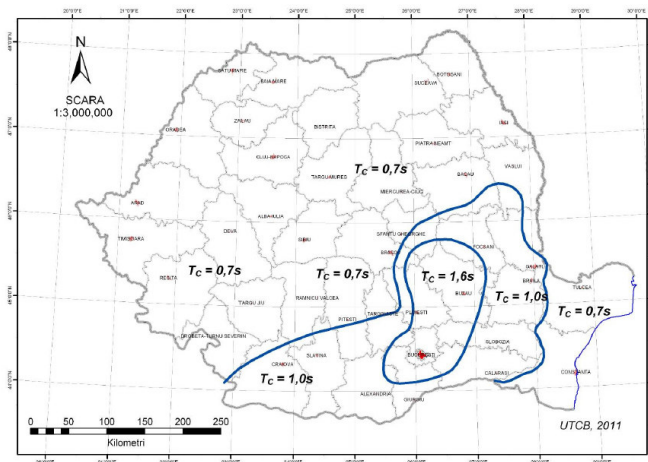 N
SCARA
1:3,000,000
SATU MARE
BAIA MARE
SUCEAVA
BOTOSANI
ORADEA
ZALAU
BISTRITA
IASI
CLUJ-NAPOCA
PIATRA NEAMT
TARGU MURES
T_C = 0,7s
BACAU
VASLUI
MIERCUREA-CIUC
ARAD
ALBA-IULIA
TIMISOARA
DEVA
SIBIU
SFANTU GHEORGHE
BRASOV
FOCSANI
GALATI
T_C = 0,7s
T_C = 0,7s
T_C = 1,6s
RESITA
BRAILA
TULCEA
BUZAU
T_C = 1,0s
T_C = 0,7s
TARGU JIU
RAMNICU VALCEA
TARGOVISTE
PLOIESTI
PITESTI
DROBETA-TURNU SEVERIN
SLATINA
BUCURESTI
SLOBOZIA
CRAIOVA
T_C = 1,0s
CALARASI
CONSTANTA
ALEXANDRIA
GIURGIU
0 50 100 150 200 250
Kilometri
UTCB, 2011